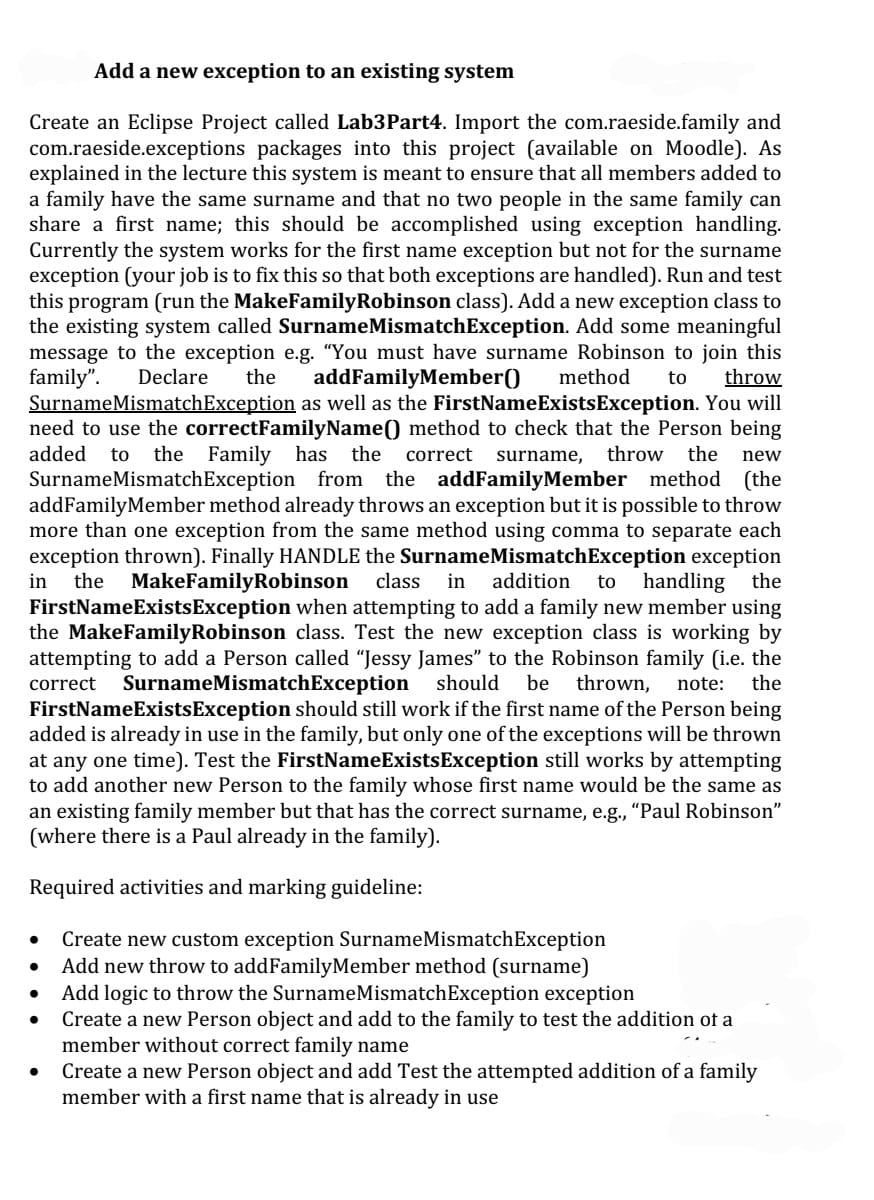 Add a new exception to an existing system
Create an Eclipse Project called Lab3Part4. Import the com.raeside.family and
com.raeside.exceptions packages into this project (available on Moodle). As
explained in the lecture this system is meant to ensure that all members added to
a family have the same surname and that no two people in the same family can
share a first name; this should be accomplished using exception handling.
Currently the system works for the first name exception but not for the surname
exception (your job is to fix this so that both exceptions are handled). Run and test
this program (run the MakeFamilyRobinson class). Add a new exception class to
the existing system called SurnameMismatchException. Add some meaningful
message to the exception e.g. “You must have surname Robinson to join this
family”. Declare the addFamilyMember() method to throw
SurnameMismatchException as well as the FirstNameExistsException. You will
need to use the correctFamilyName() method to check that the Person being
added to the Family has the correct surname, throw the new
SurnameMismatchException from the addFamilyMember method (the
addFamilyMember method already throws an exception but it is possible to throw
more than one exception from the same method using comma to separate each
exception thrown). Finally HANDLE the SurnameMismatchException exception
in the MakeFamilyRobinson class in addition to handling the
FirstNameExistsException when attempting to add a family new member using
the MakeFamilyRobinson class. Test the new exception class is working by
attempting to add a Person called “Jessy James” to the Robinson family (i.e. the
correct SurnameMismatchException should be thrown, note: the
FirstNameExistsException should still work if the first name of the Person being
added is already in use in the family, but only one of the exceptions will be thrown
at any one time). Test the FirstNameExistsException still works by attempting
to add another new Person to the family whose first name would be the same as
an existing family member but that has the correct surname, e.g., “Paul Robinson”
(where there is a Paul already in the family).
Required activities and marking guideline:
• Create new custom exception SurnameMismatchException
• Add new throw to addFamilyMember method (surname)
• Add logic to throw the SurnameMismatchException exception
• Create a new Person object and add to the family to test the addition of a
member without correct family name
• Create a new Person object and add Test the attempted addition of a family
member with a first name that is already in use